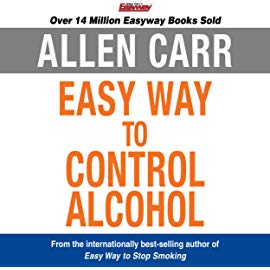 Easyway
Over 14 Million Easyway Books Sold
ALLEN CARR
EASY WAY
TO
CONTROL
ALCOHOL
From the internationally best-selling author of
Easy Way to Stop Smoking